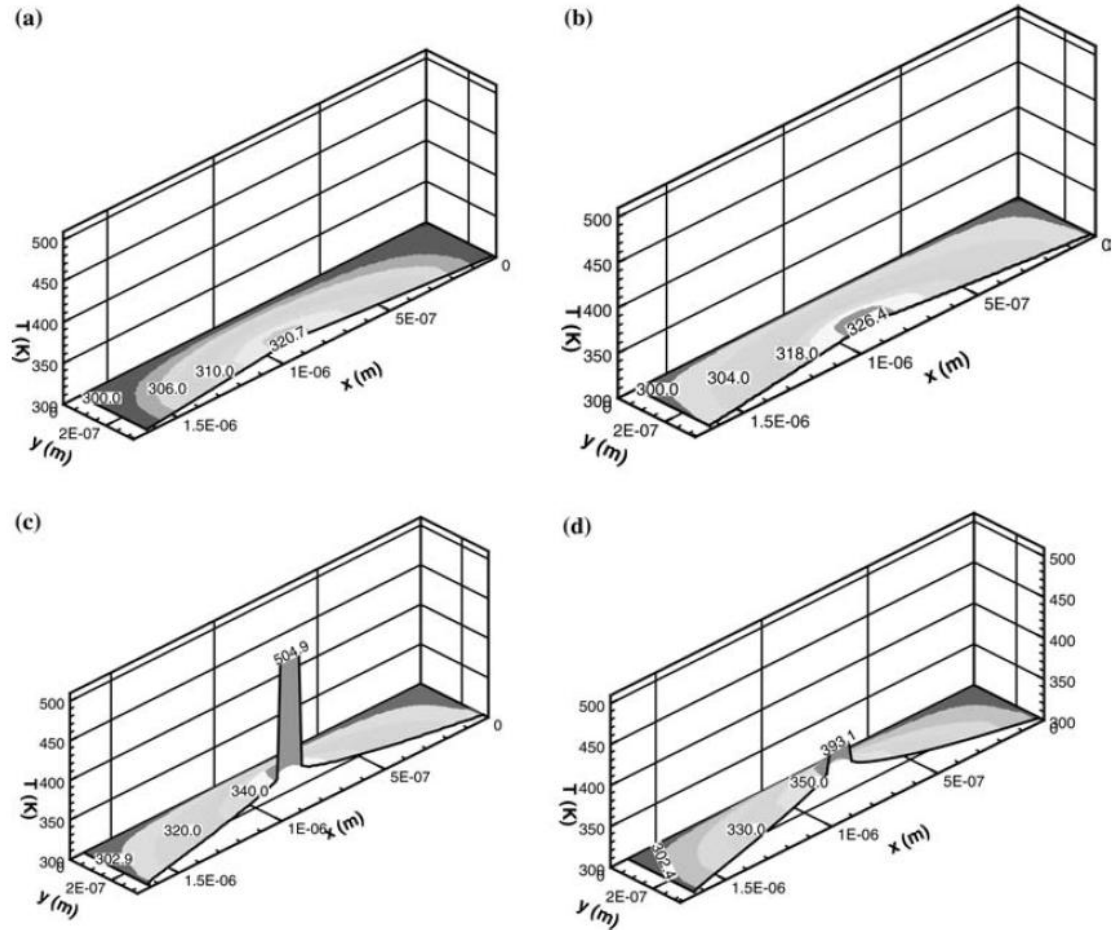 (a)
500
450
400
350
300
T (K)
0
2E-07
y (m)
300.0
306.0
310.0
320.7
1.5E-06
1E-06
5E-07
0
x (m)
(b)
500
450
400
350
300
T (K)
0
2E-07
y (m)
300.0
304.0
318.0
326.4
1.5E-06
1E-06
5E-07
0
x (m)
(c)
500
450
400
350
300
T (K)
0
2E-07
y (m)
302.9
320.0
340.0
504.9
1.5E-06
1E-06
5E-07
0
x (m)
(d)
500
450
400
350
300
T (K)
0
2E-07
y (m)
302.4
330.0
350.0
393.1
1.5E-06
1E-06
5E-07
0
x (m)
500
450
400
350
300